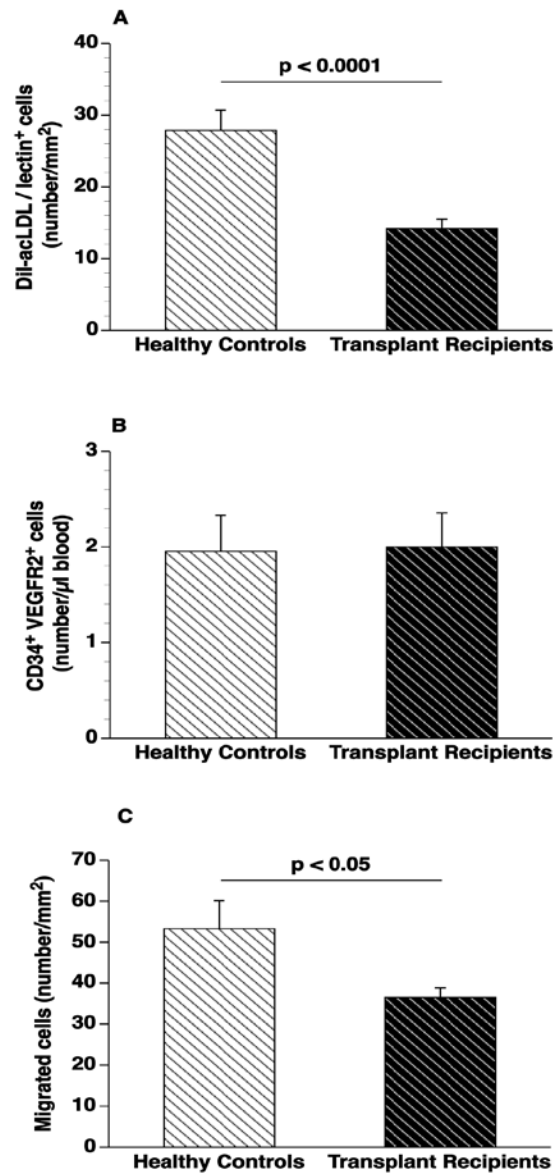 A
Dil-acLDL / lectin⁺ cells
(number/mm²)
40
30
20
10
0
p < 0.0001
Healthy Controls Transplant Recipients
B
CD34⁺ VEGFR2⁺ cells
(number/µl blood)
3
2
1
0
Healthy Controls Transplant Recipients
C
Migrated cells (number/mm²)
70
60
50
40
30
20
10
0
p < 0.05
Healthy Controls Transplant Recipients